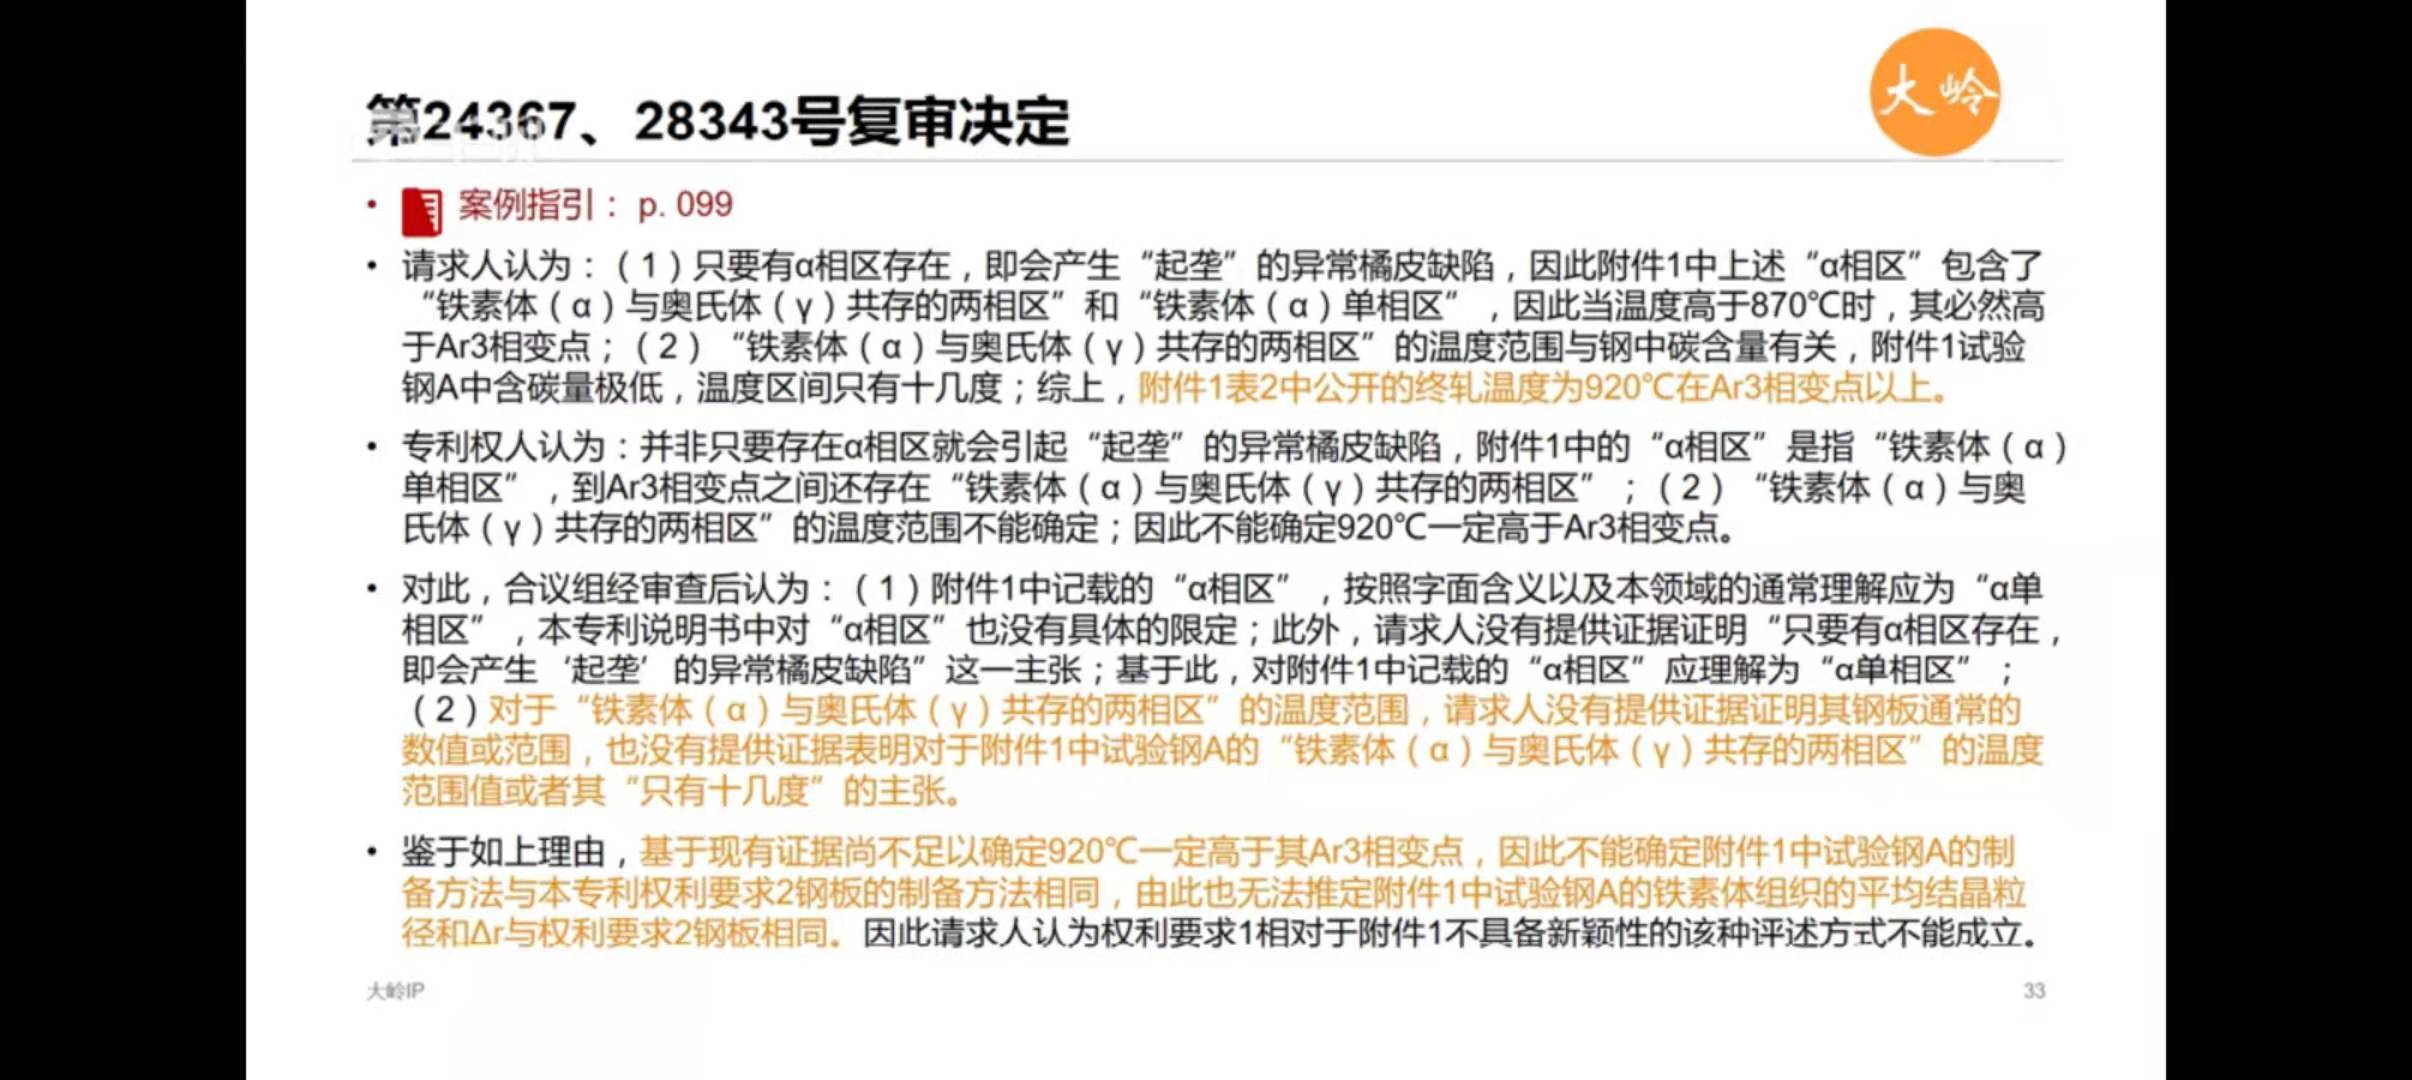 大岭
第24367、28343号复审决定
• 案例指引：p. 099
• 请求人认为：（1）只要有α相区存在，即会产生“起垄”的异常橘皮缺陷，因此附件1中上述“α相区”包含了
“铁素体（α）与奥氏体（γ）共存的两相区”和“铁素体（α）单相区”，因此当温度高于870℃时，其必然高
于Ar3相变点；（2）“铁素体（α）与奥氏体（γ）共存的两相区”的温度范围与钢中碳含量有关，附件1试验
钢A中含碳量极低，温度区间只有十几度；综上，附件1表2中公开的终轧温度为920℃在Ar3相变点以上。
• 专利权人认为：并非只要存在α相区就会引起“起垄”的异常橘皮缺陷，附件1中的“α相区”是指“铁素体（α）
单相区”，到Ar3相变点之间还存在“铁素体（α）与奥氏体（γ）共存的两相区”；（2）“铁素体（α）与奥
氏体（γ）共存的两相区”的温度范围不能确定；因此不能确定920℃一定高于Ar3相变点。
• 对此，合议组经审查后认为：（1）附件1中记载的“α相区”，按照字面含义以及本领域的通常理解应为“α单
相区”，本专利说明书中对“α相区”也没有具体的限定；此外，请求人没有提供证据证明“只要有α相区存在，
即会产生‘起垄’的异常橘皮缺陷”这一主张；基于此，对附件1中记载的“α相区”应理解为“α单相区”；
（2）对于“铁素体（α）与奥氏体（γ）共存的两相区”的温度范围，请求人没有提供证据证明其钢板通常的
数值或范围，也没有提供证据表明对于附件1中试验钢A的“铁素体（α）与奥氏体（γ）共存的两相区”的温度
范围值或者其“只有十几度”的主张。
• 鉴于如上理由，基于现有证据尚不足以确定920℃一定高于其Ar3相变点，因此不能确定附件1中试验钢A的制
备方法与本专利权利要求2钢板的制备方法相同，由此也无法推定附件1中试验钢A的铁素体组织的平均结晶粒
径和Δr与权利要求2钢板相同。因此请求人认为权利要求1相对于附件1不具备新颖性的该种评述方式不能成立。
大岭IP
33